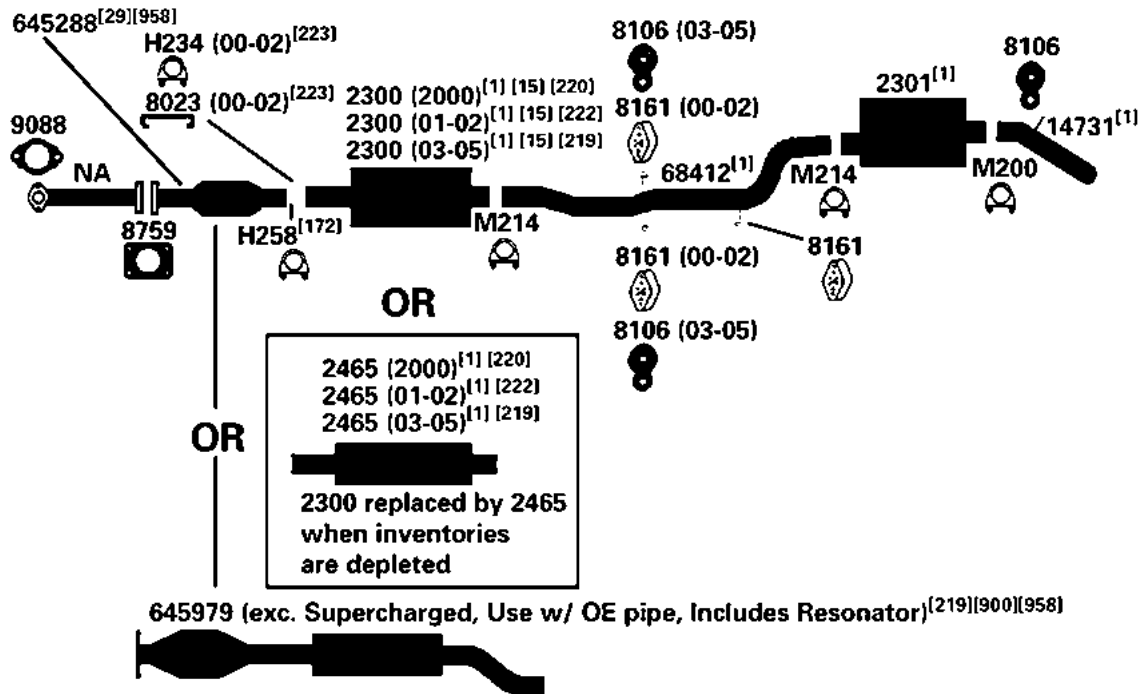 645288[29][958]
H234 (00-02)[223]
8023 (00-02)[223]
9088
NA
8759
H258[172]
2300 (2000)[1] [15] [220]
2300 (01-02)[1] [15] [222]
2300 (03-05)[1] [15] [219]
M214
8106 (03-05)
8161 (00-02)
68412[1]
8161 (00-02)
8106 (03-05)
M214
8161
2301[1]
8106
14731[1]
M200
OR
2465 (2000)[1] [220]
2465 (01-02)[1] [222]
2465 (03-05)[1] [219]
2300 replaced by 2465
when inventories
are depleted
OR
645979 (exc. Supercharged, Use w/ OE pipe, Includes Resonator)[219][900][958]